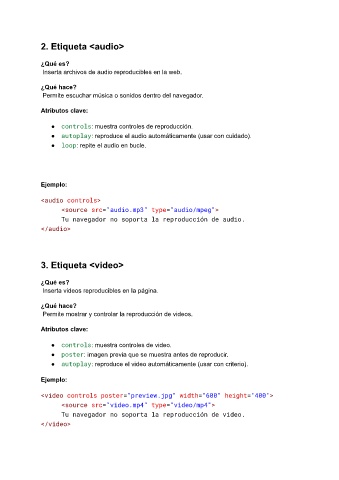 2. Etiqueta <audio>
¿Qué es?
Inserta archivos de audio reproducibles en la web.
¿Qué hace?
Permite escuchar música o sonidos dentro del navegador.
Atributos clave:
● controls: muestra controles de reproducción.
● autoplay: reproduce el audio automáticamente (usar con cuidado).
● loop: repite el audio en bucle.
Ejemplo:
<audio controls>
<source src="audio.mp3" type="audio/mpeg">
Tu navegador no soporta la reproducción de audio.
</audio>
3. Etiqueta <video>
¿Qué es?
Inserta videos reproducibles en la página.
¿Qué hace?
Permite mostrar y controlar la reproducción de videos.
Atributos clave:
● controls: muestra controles de video.
● poster: imagen previa que se muestra antes de reproducir.
● autoplay: reproduce el video automáticamente (usar con criterio).
Ejemplo:
<video controls poster="preview.jpg" width="600" height="400">
<source src="video.mp4" type="video/mp4">
Tu navegador no soporta la reproducción de video.
</video>